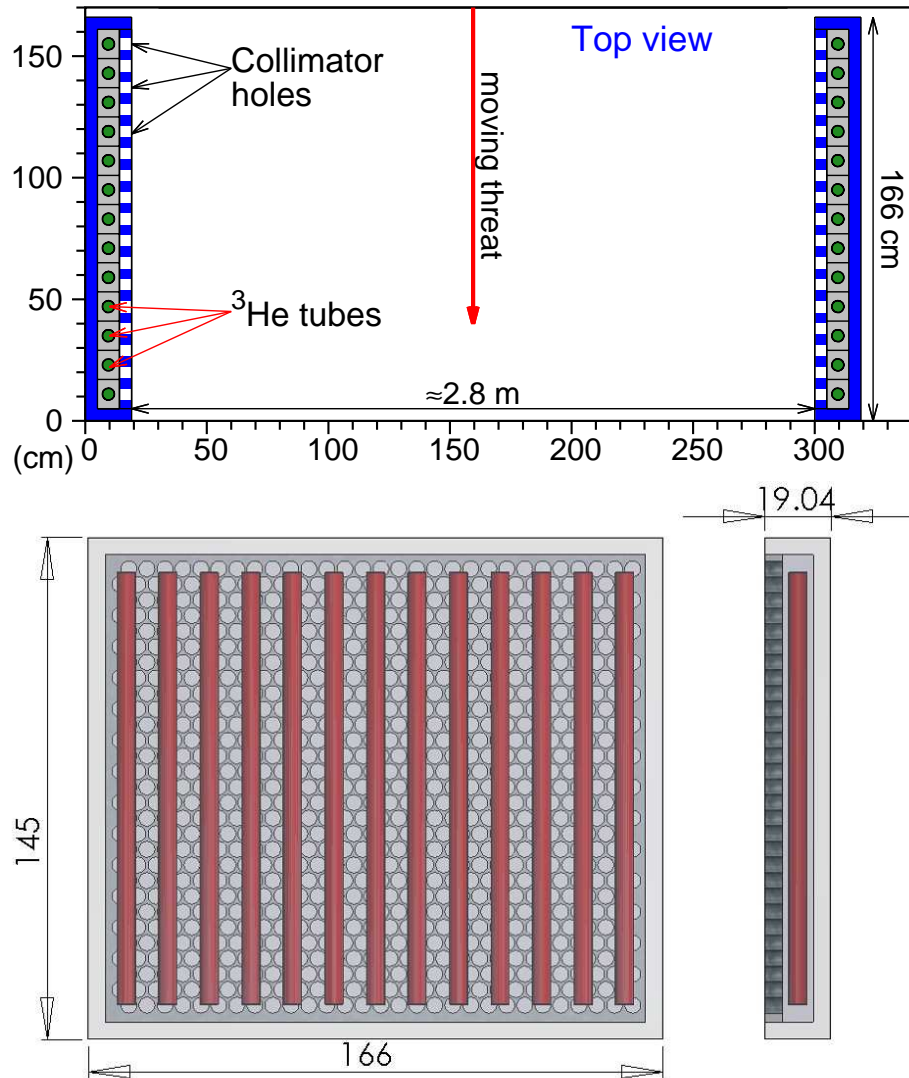 Top view
150
Collimator
holes
moving threat
100
166 cm
50
³He tubes
≈2.8 m
0
(cm)
0 50 100 150 200 250 300
19.04
145
166